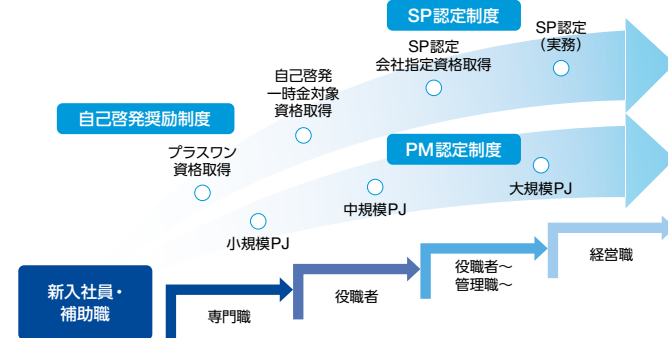 SP認定制度
SP認定
（実務）
SP認定
会社指定資格取得
自己啓発
一時金対象
資格取得
自己啓発奨励制度
プラスワン
資格取得
PM認定制度
大規模PJ
中規模PJ
小規模PJ
新入社員・
補助職
専門職
役職者
役職者～
管理職～
経営職